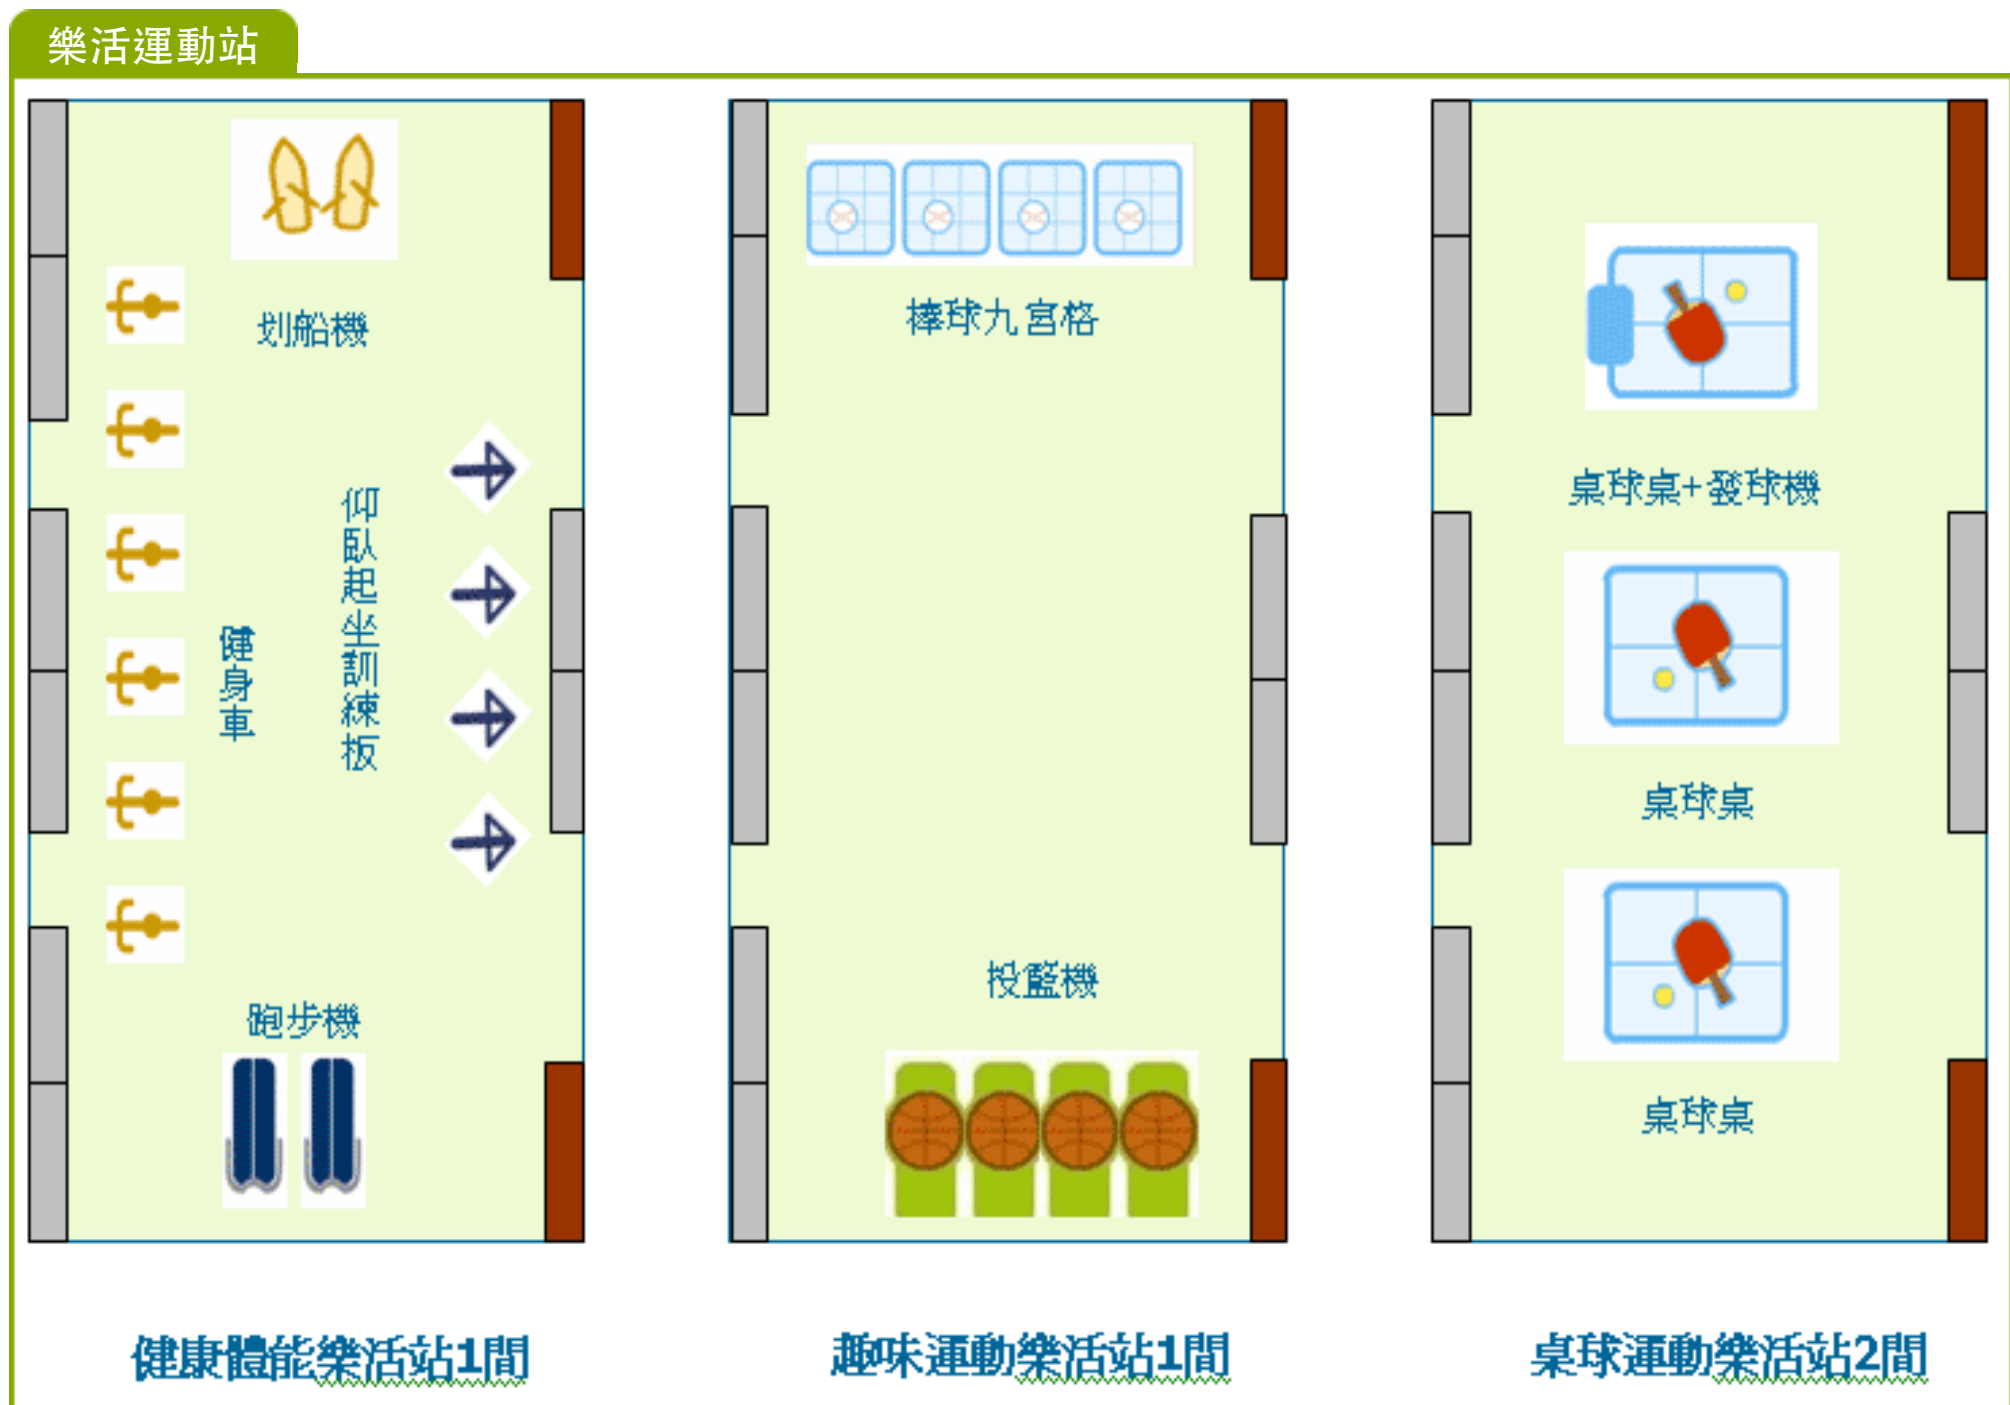 樂活運動站
划船機
健身車
仰臥起坐訓練板
跑步機
健康體能樂活站1間
棒球九宮格
投籃機
趣味運動樂活站1間
桌球桌+發球機
桌球桌
桌球桌
桌球運動樂活站2間